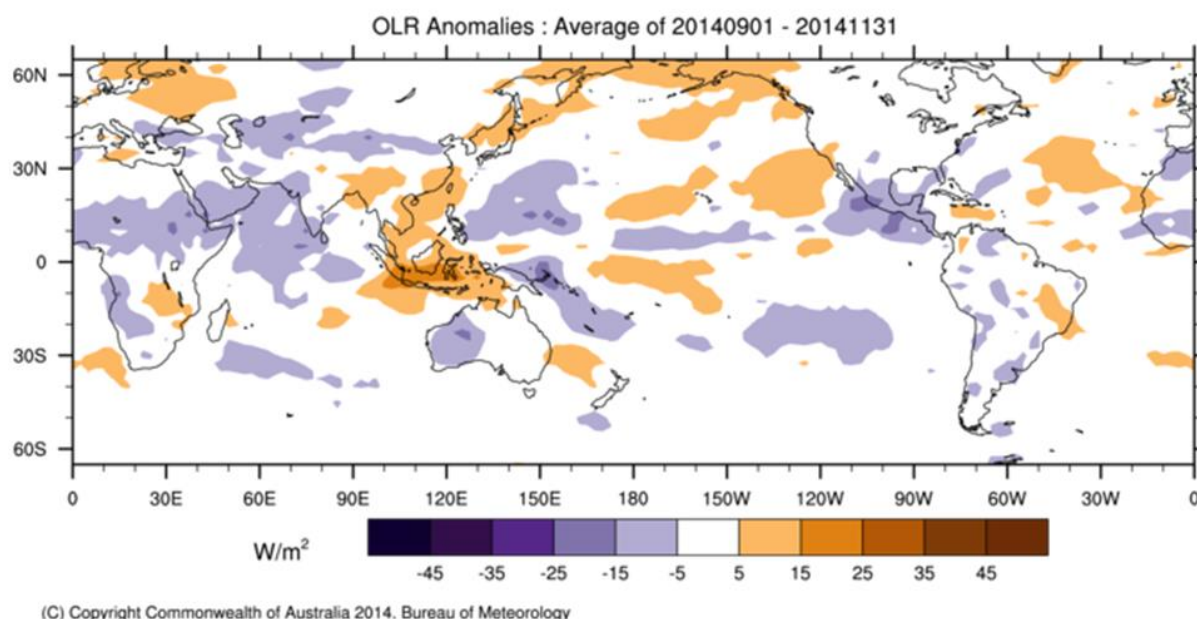 OLR Anomalies : Average of 20140901 - 20141131
60N
30N
0
30S
60S
0 30E 60E 90E 120E 150E 180 150W 120W 90W 60W 30W 0
W/m²
-45 -35 -25 -15 -5 5 15 25 35 45
(C) Copyright Commonwealth of Australia 2014. Bureau of Meteorology